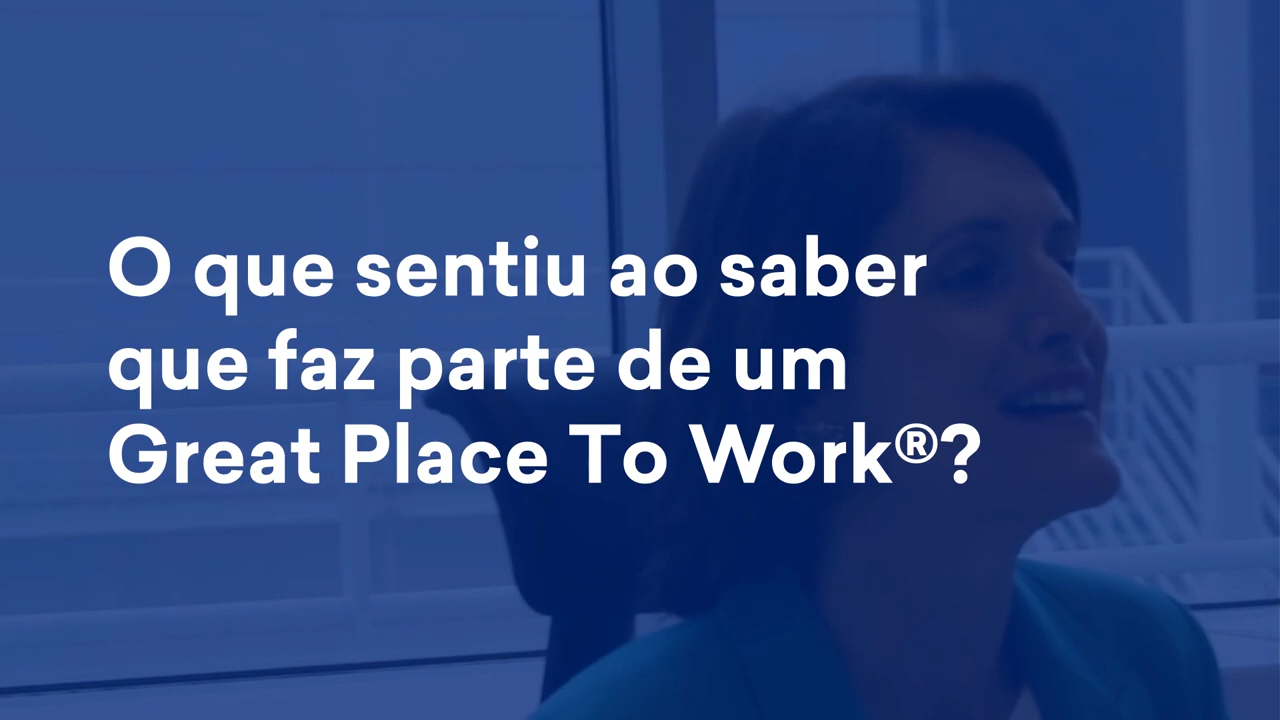 O que sentiu ao saber
que faz parte de um
Great Place To Work®?